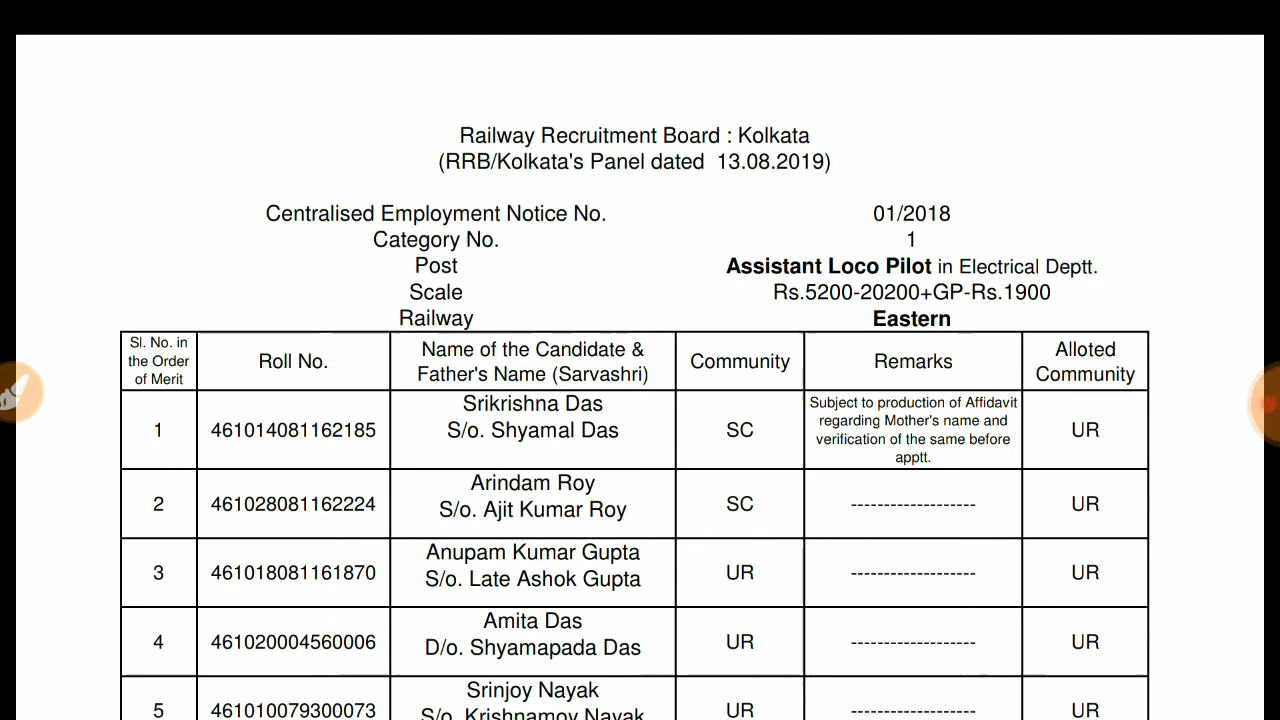 Railway Recruitment Board : Kolkata
(RRB/Kolkata's Panel dated 13.08.2019)
Centralised Employment Notice No. 01/2018
Category No. 1
Post Assistant Loco Pilot in Electrical Deptt.
Scale Rs.5200-20200+GP-Rs.1900
Railway Eastern
Sl. No. in the Order of Merit Roll No. Name of the Candidate & Father's Name (Sarvashri) Community Remarks Alloted Community
1 461014081162185 Srikrishna Das S/o. Shyamal Das SC Subject to production of Affidavit regarding Mother's name and verification of the same before apptt. UR
2 461028081162224 Arindam Roy S/o. Ajit Kumar Roy SC ------------------- UR
3 461018081161870 Anupam Kumar Gupta S/o. Late Ashok Gupta UR ------------------- UR
4 461020004560006 Amita Das D/o. Shyamapada Das UR ------------------- UR
5 461010079300073 Srinjoy Nayak S/o. Krishnamoy Nayak UR ------------------- UR